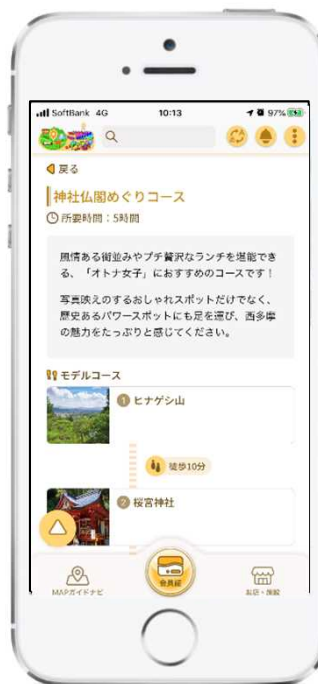 SoftBank 4G 10:13 97%
戻る
神社仏閣めぐりコース
所要時間：5時間
風情ある街並みやプチ贅沢なランチを堪能でき
る、「オトナ女子」におすすめのコースです！
写真映えのするおしゃれスポットだけでなく、
歴史あるパワースポットにも足を運び、西多摩
の魅力をたっぷりと感じてください。
モデルコース
1 ヒナゲシ山
徒歩10分
2 桜宮神社
MAPガイドナビ
会員証
お店・施設